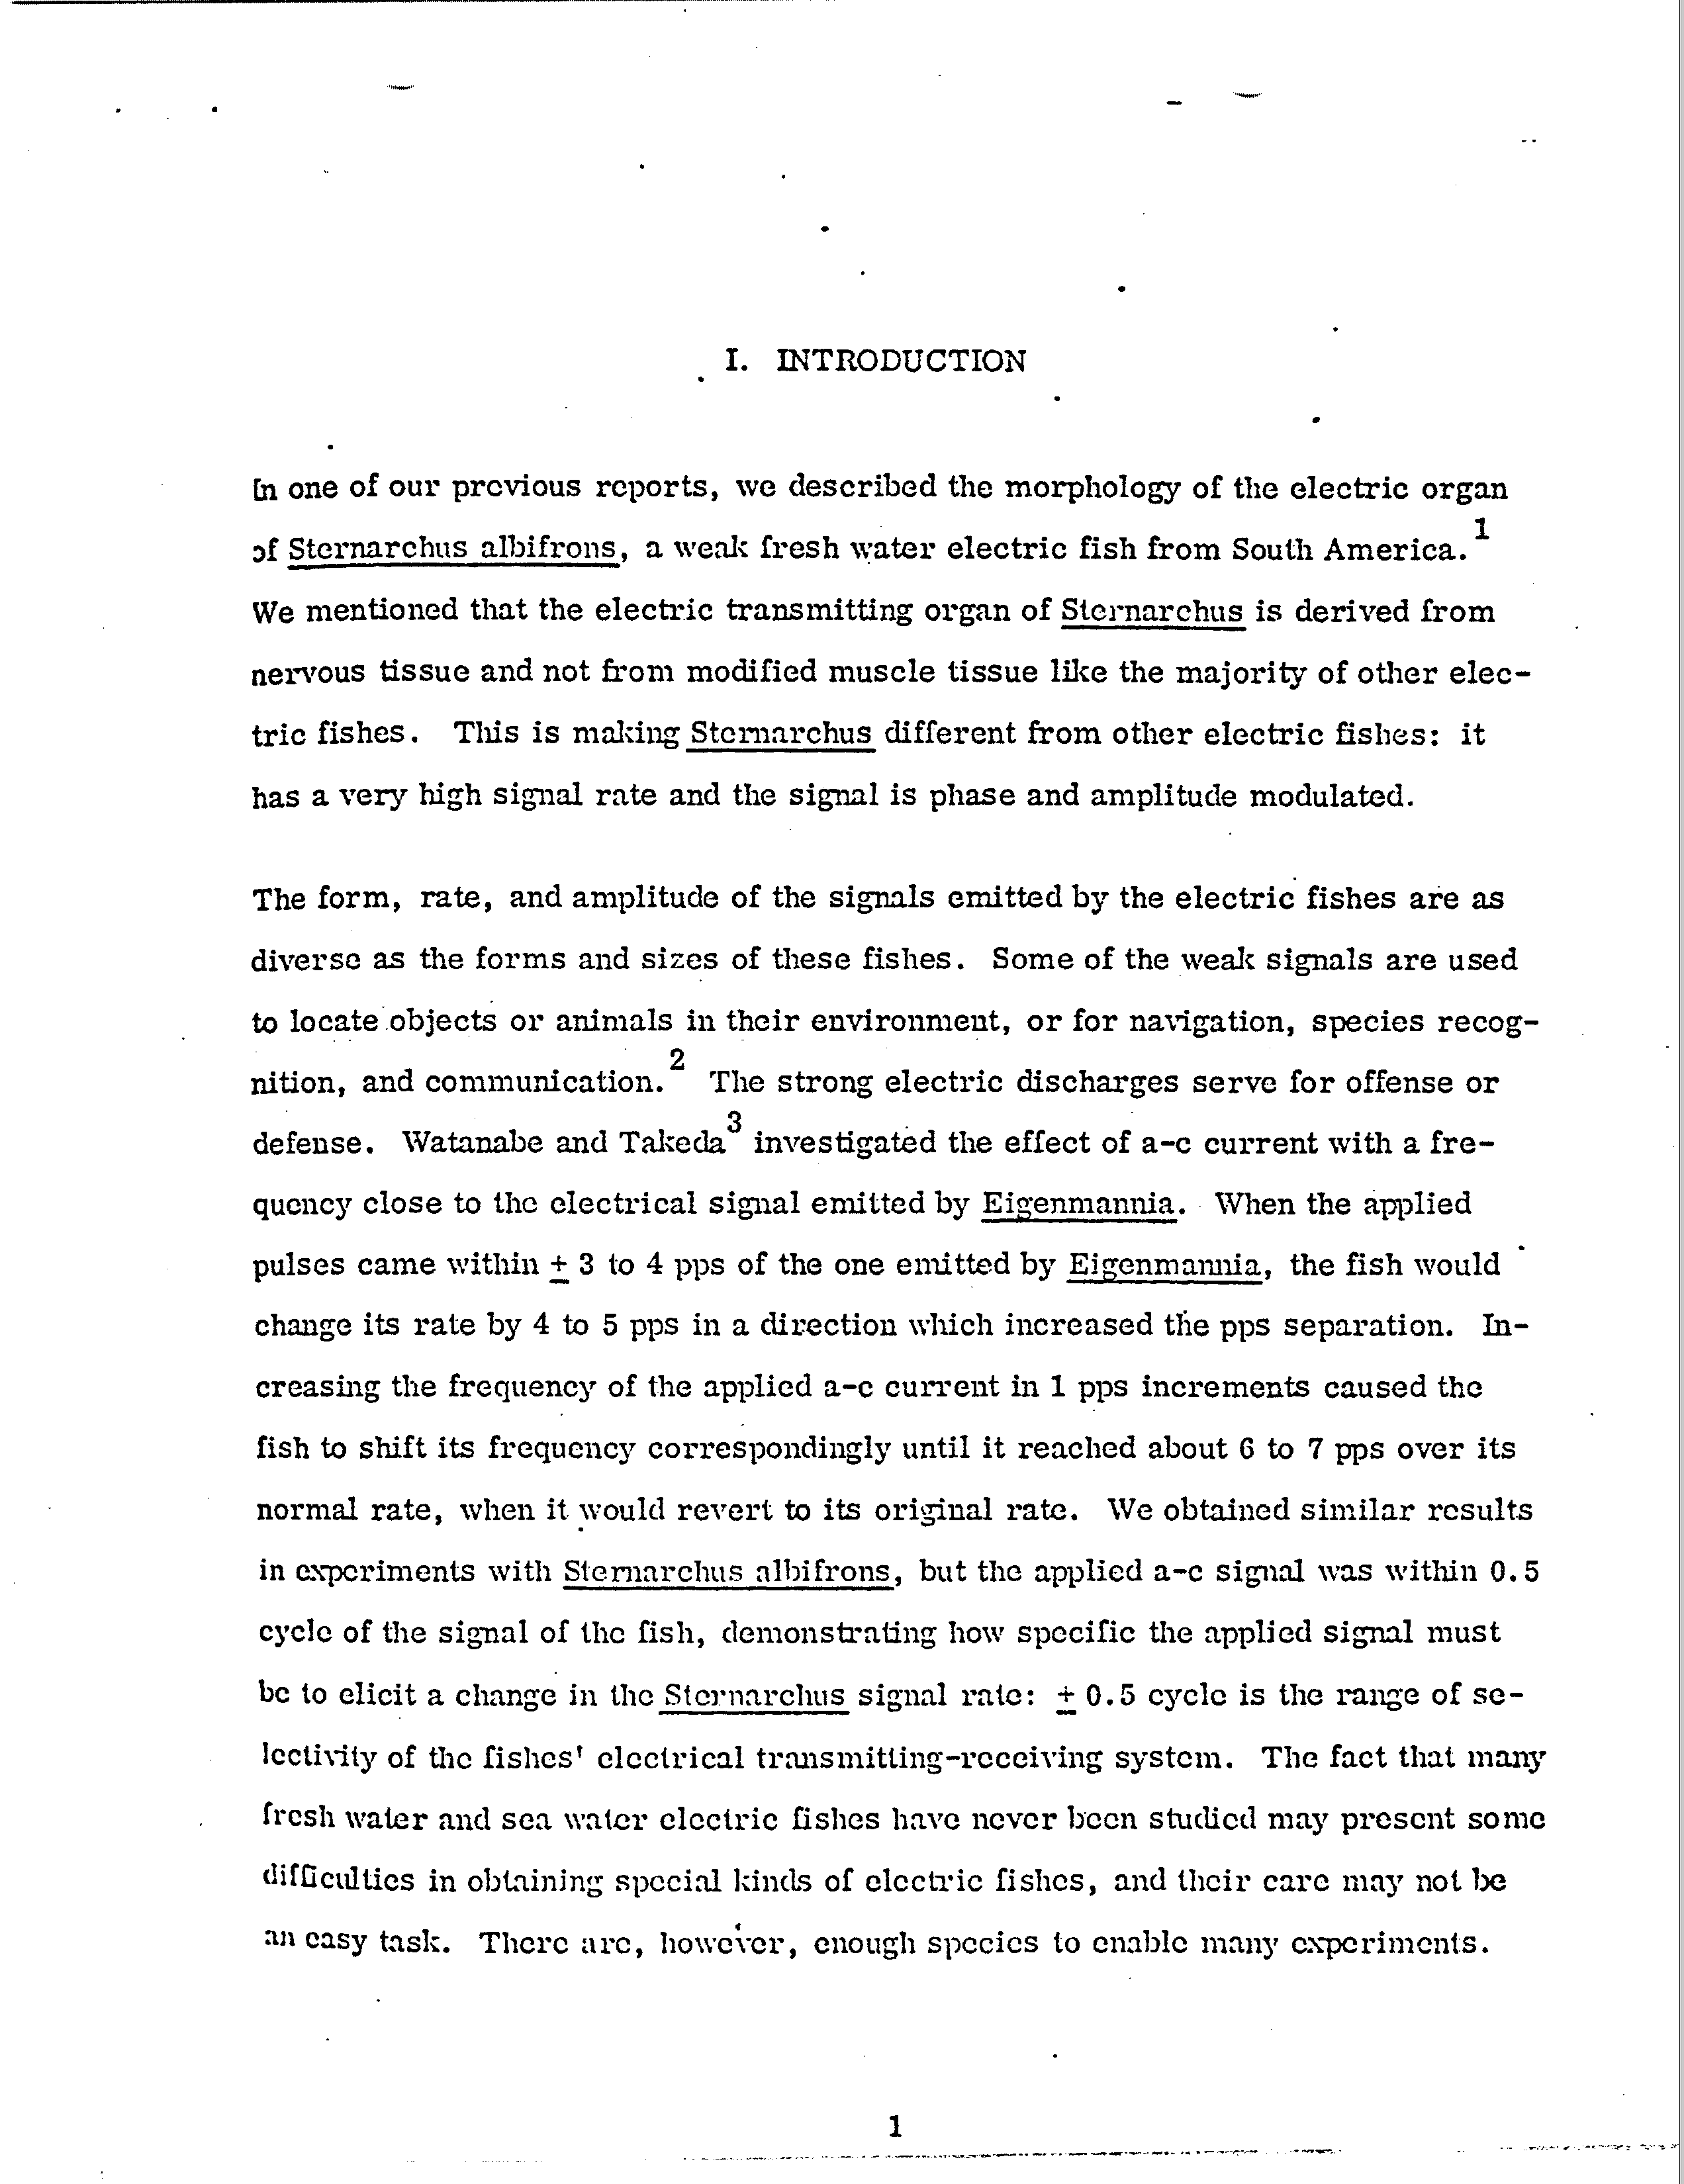 I. INTRODUCTION
In one of our previous reports, we described the morphology of the electric organ
of Sternarchus albifrons, a weak fresh water electric fish from South America.1
We mentioned that the electric transmitting organ of Sternarchus is derived from
nervous tissue and not from modified muscle tissue like the majority of other elec-
tric fishes. This is making Sternarchus different from other electric fishes: it
has a very high signal rate and the signal is phase and amplitude modulated.
The form, rate, and amplitude of the signals emitted by the electric fishes are as
diverse as the forms and sizes of these fishes. Some of the weak signals are used
to locate objects or animals in their environment, or for navigation, species recog-
nition, and communication.2 The strong electric discharges serve for offense or
defense. Watanabe and Takeda3 investigated the effect of a-c current with a fre-
quency close to the electrical signal emitted by Eigenmannia. When the applied
pulses came within ± 3 to 4 pps of the one emitted by Eigenmannia, the fish would
change its rate by 4 to 5 pps in a direction which increased the pps separation. In-
creasing the frequency of the applied a-c current in 1 pps increments caused the
fish to shift its frequency correspondingly until it reached about 6 to 7 pps over its
normal rate, when it would revert to its original rate. We obtained similar results
in experiments with Sternarchus albifrons, but the applied a-c signal was within 0.5
cycle of the signal of the fish, demonstrating how specific the applied signal must
be to elicit a change in the Sternarchus signal rate: ± 0.5 cycle is the range of se-
lectivity of the fishes' electrical transmitting-receiving system. The fact that many
fresh water and sea water electric fishes have never been studied may present some
difficulties in obtaining special kinds of electric fishes, and their care may not be
an easy task. There are, however, enough species to enable many experiments.
1